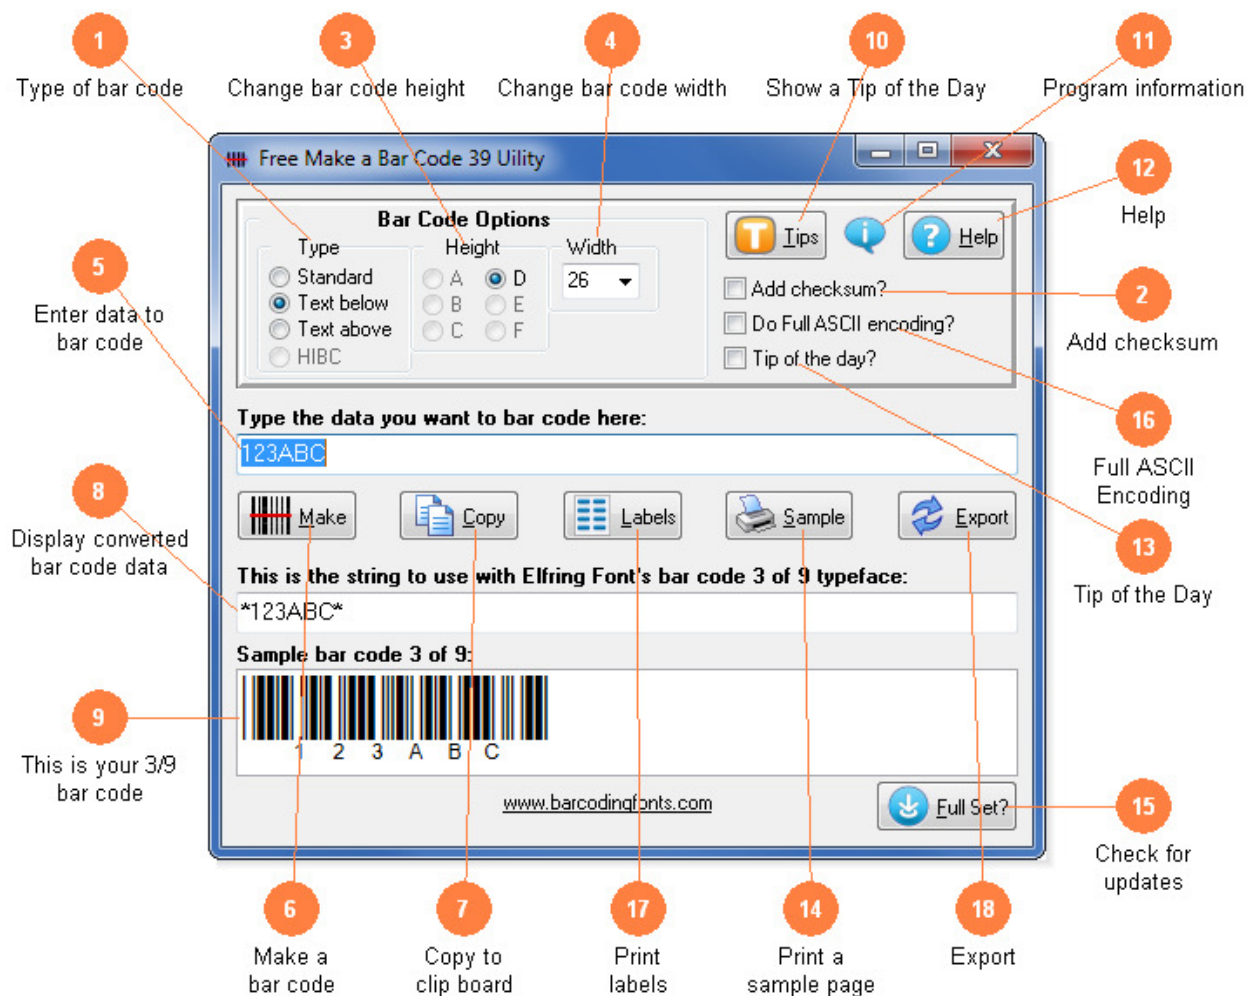 1
3
4
10
11
Type of bar code
Change bar code height
Change bar code width
Show a Tip of the Day
Program information
Free Make a Bar Code 39 Uility
12
Help
Bar Code Options
Type
Standard
Text below
Text above
HIBC
Height
A
D
B
E
C
F
Width
26
Tips
i
? Help
Add checksum?
Do Full ASCII encoding?
Tip of the day?
5
Enter data to
bar code
2
Add checksum
Type the data you want to bar code here:
123ABC
16
Full ASCII
Encoding
Make
Copy
Labels
Sample
Export
8
Display converted
bar code data
13
Tip of the Day
This is the string to use with Elfring Font's bar code 3 of 9 typeface:
*123ABC*
Sample bar code 3 of 9:
1 2 3 A B C
9
This is your 3/9
bar code
www.barcodingfonts.com
Full Set?
15
Check for
updates
6
Make a
bar code
7
Copy to
clip board
17
Print
labels
14
Print a
sample page
18
Export